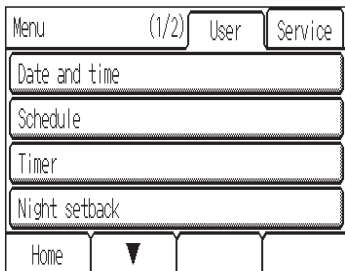 Menu (1/2) User Service
Date and time
Schedule
Timer
Night setback
Home ▼